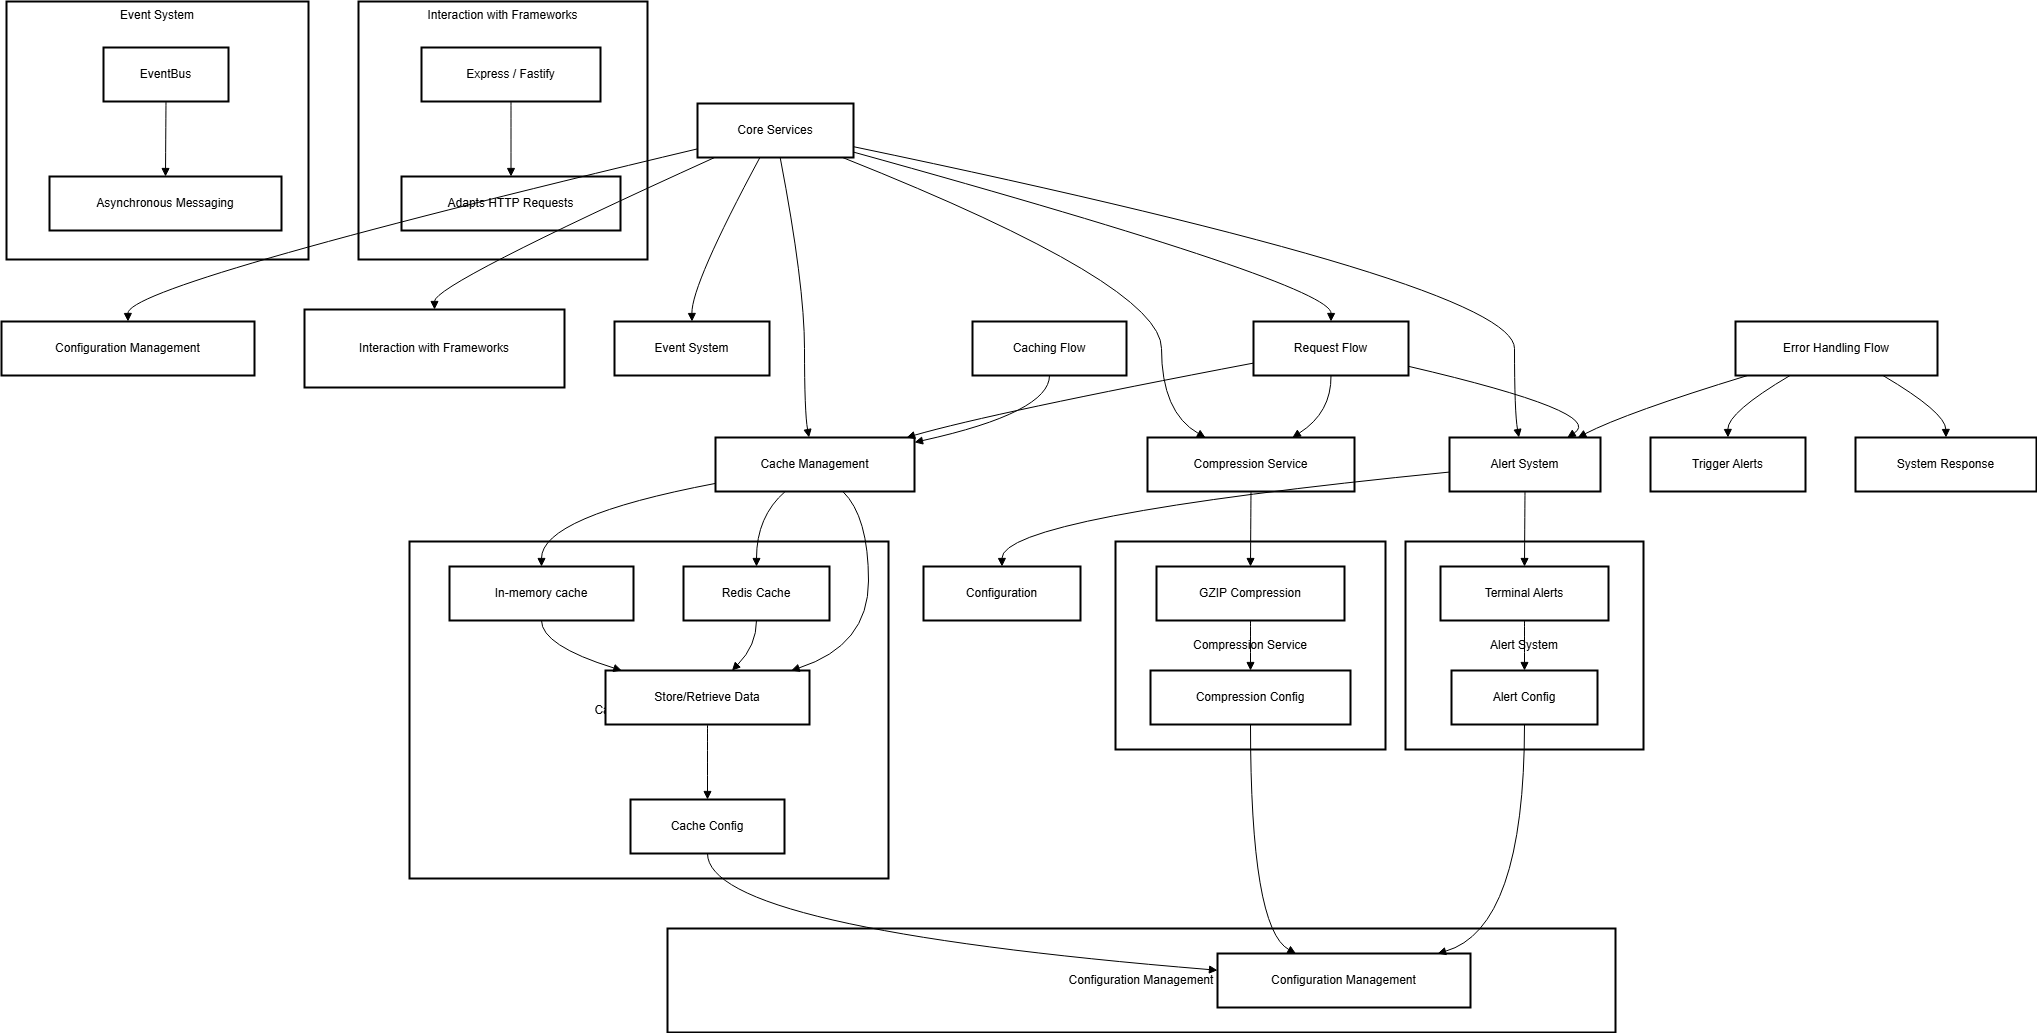 Event System
Interaction with Frameworks
EventBus
Express / Fastify
Core Services
Asynchronous Messaging
Adapts HTTP Requests
Configuration Management
Interaction with Frameworks
Event System
Caching Flow
Request Flow
Error Handling Flow
Cache Management
Compression Service
Alert System
Trigger Alerts
System Response
In-memory cache
Redis Cache
Configuration
GZIP Compression
Terminal Alerts
Compression Service
Alert System
Store/Retrieve Data
Compression Config
Alert Config
Cache Config
Configuration Management
Configuration Management